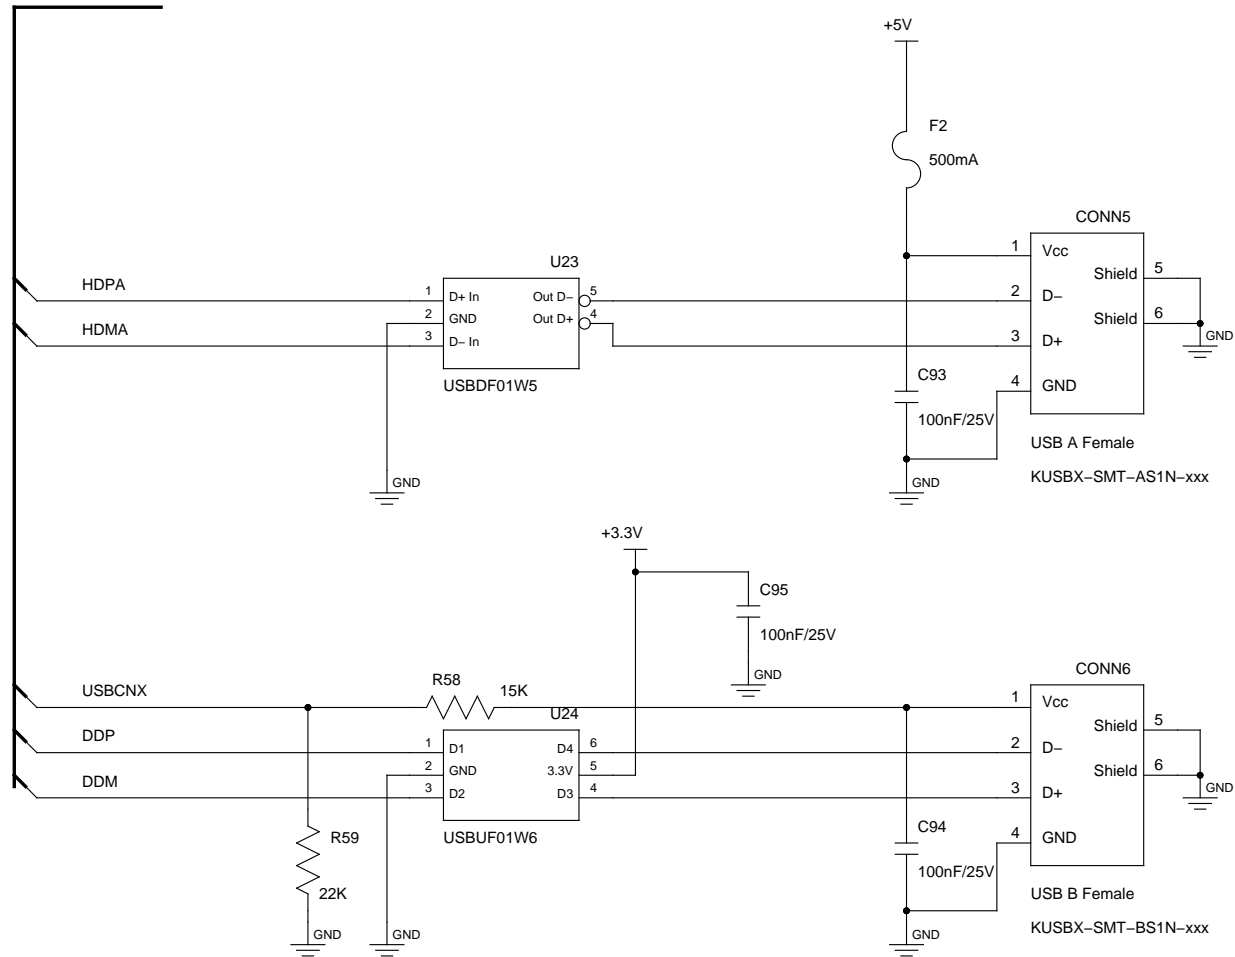 +5V
F2
500mA
CONN5
1 Vcc
Shield 5
2 D−
Shield 6
3 D+
GND
4 GND
USB A Female
KUSBX−SMT−AS1N−xxx
HDPA
HDMA
U23
1 D+ In
2 GND
3 D− In
Out D− 5
Out D+ 4
USBDF01W5
GND
C93
100nF/25V
GND
+3.3V
C95
100nF/25V
GND
USBCNX
DDP
DDM
R58
15K
U24
1 D1
2 GND
3 D2
D4 6
3.3V 5
D3 4
USBUF01W6
R59
22K
GND
GND
C94
100nF/25V
GND
CONN6
1 Vcc
Shield 5
2 D−
Shield 6
3 D+
GND
4 GND
USB B Female
KUSBX−SMT−BS1N−xxx